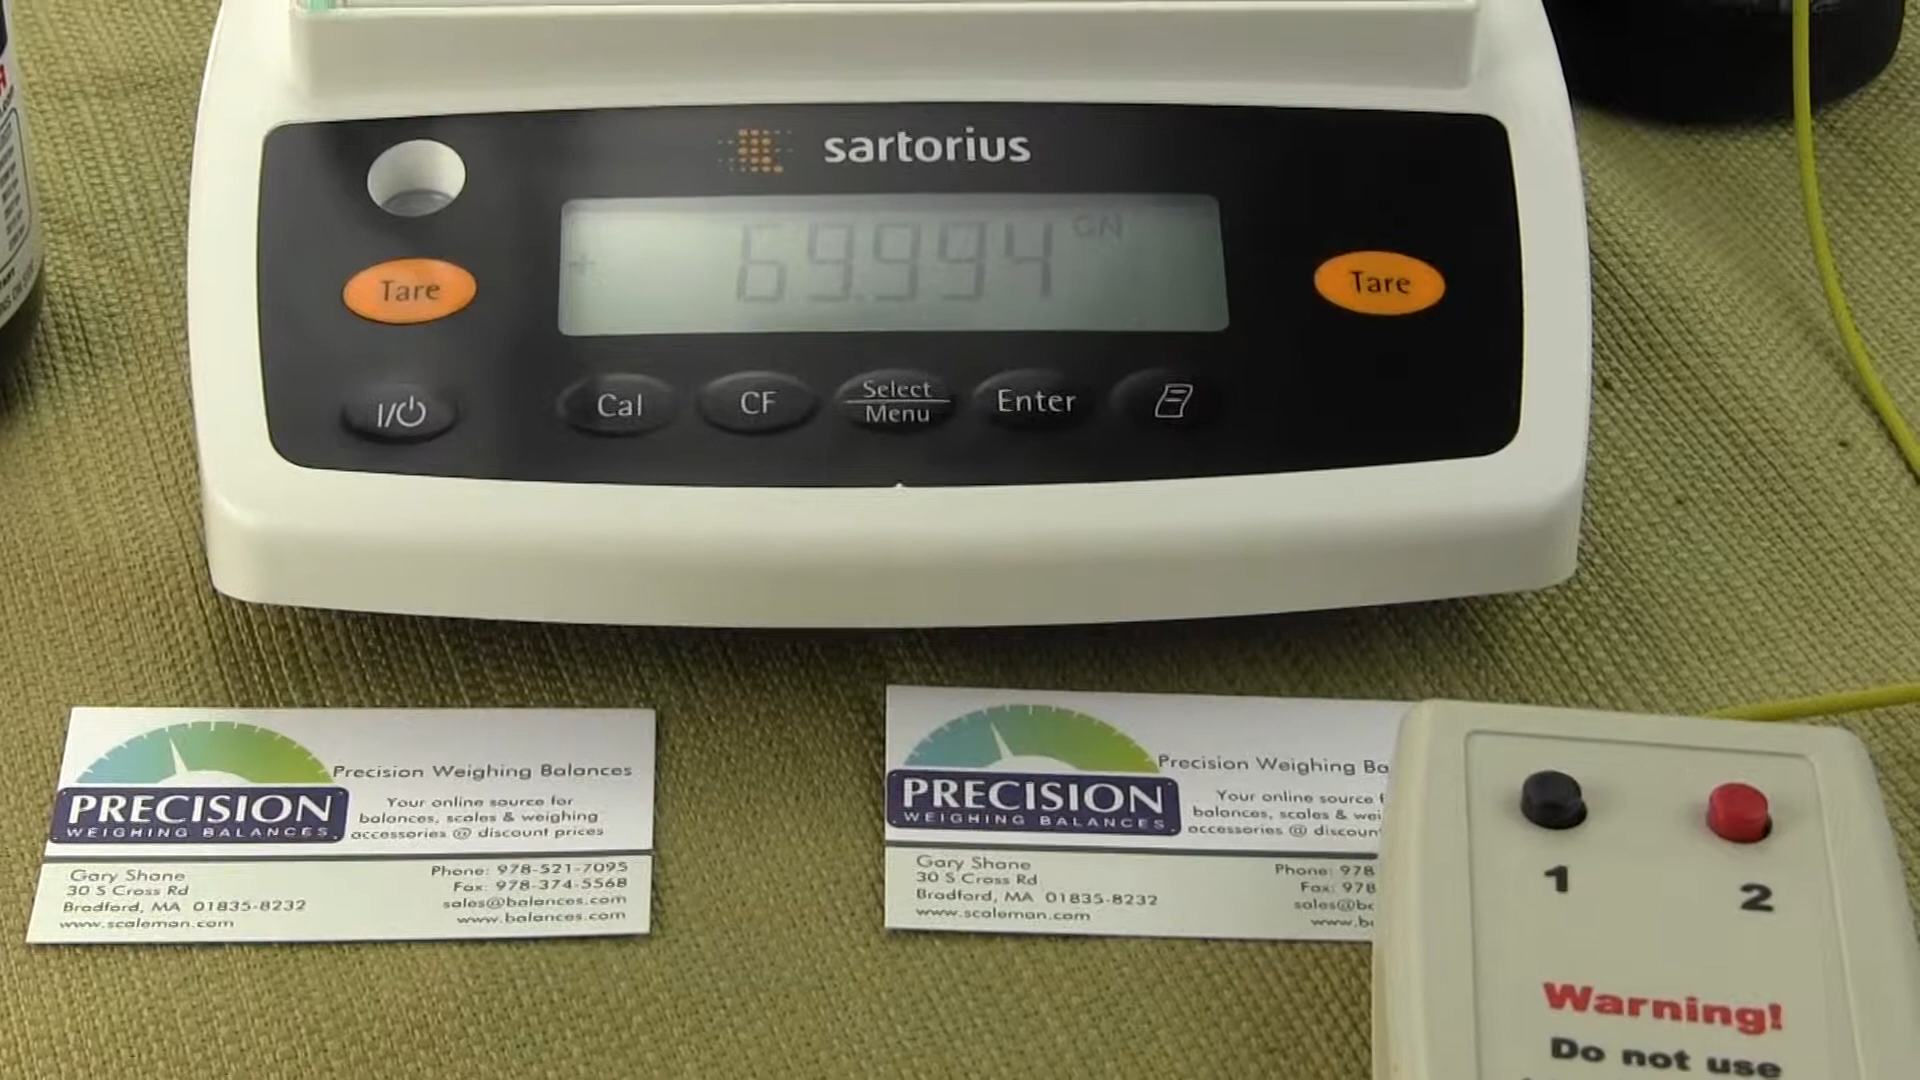 sartorius
+ 69.994 GN
Tare
Tare
I/
Cal
CF
Select
Menu
Enter
Precision Weighing Balances
PRECISION
WEIGHING BALANCES
Your online source for
balances, scales & weighing
accessories @ discount prices
Gary Shane
30 S Cross Rd
Bradford, MA 01835-8232
www.scaleman.com
Phone: 978-521-7095
Fax: 978-374-5568
sales@balances.com
www.balances.com
Precision Weighing Ba
PRECISION
WEIGHING BALANCES
Your online source
balances, scales & wei
accessories @ discount
Gary Shane
30 S Cross Rd
Bradford, MA 01835-8232
www.scaleman.com
Phone: 978
Fax: 978
sales@b
www.b
1
2
Warning!
Do not use